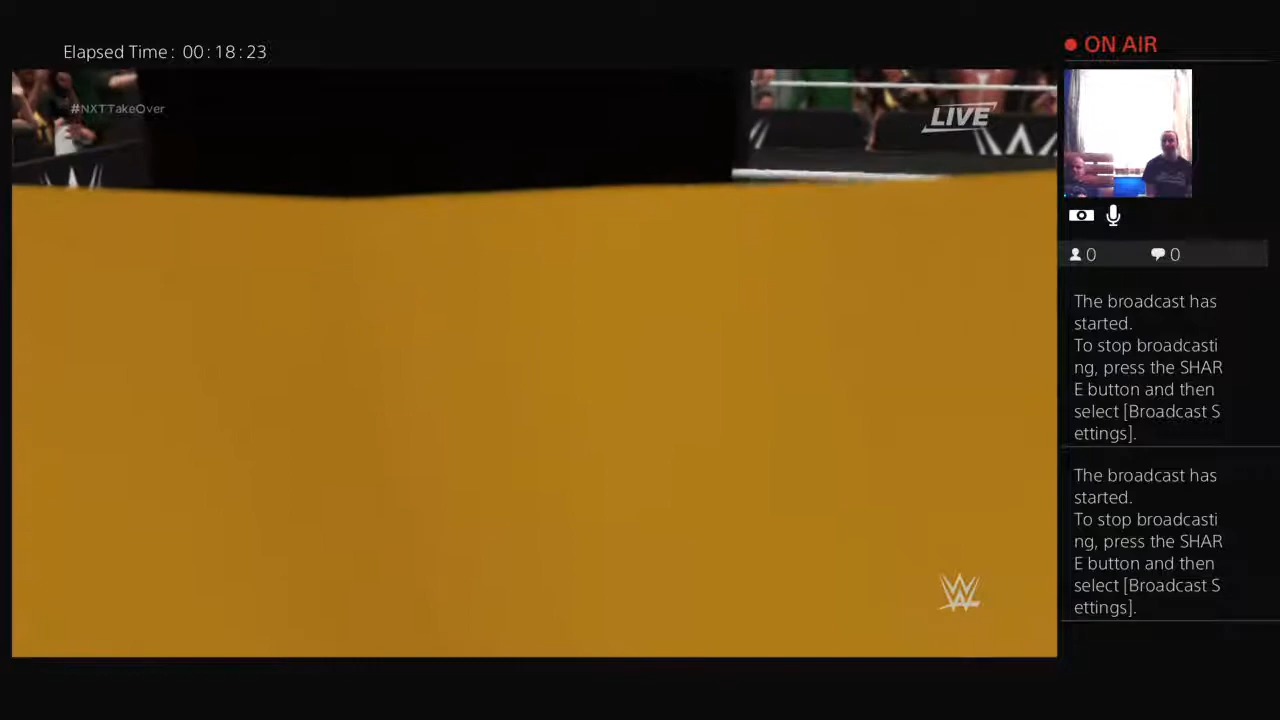 Elapsed Time: 00:18:23
ON AIR
#NXTTakeOver
LIVE
0
0
The broadcast has
started.
To stop broadcasti
ng, press the SHAR
E button and then
select [Broadcast S
ettings].
The broadcast has
started.
To stop broadcasti
ng, press the SHAR
E button and then
select [Broadcast S
ettings].